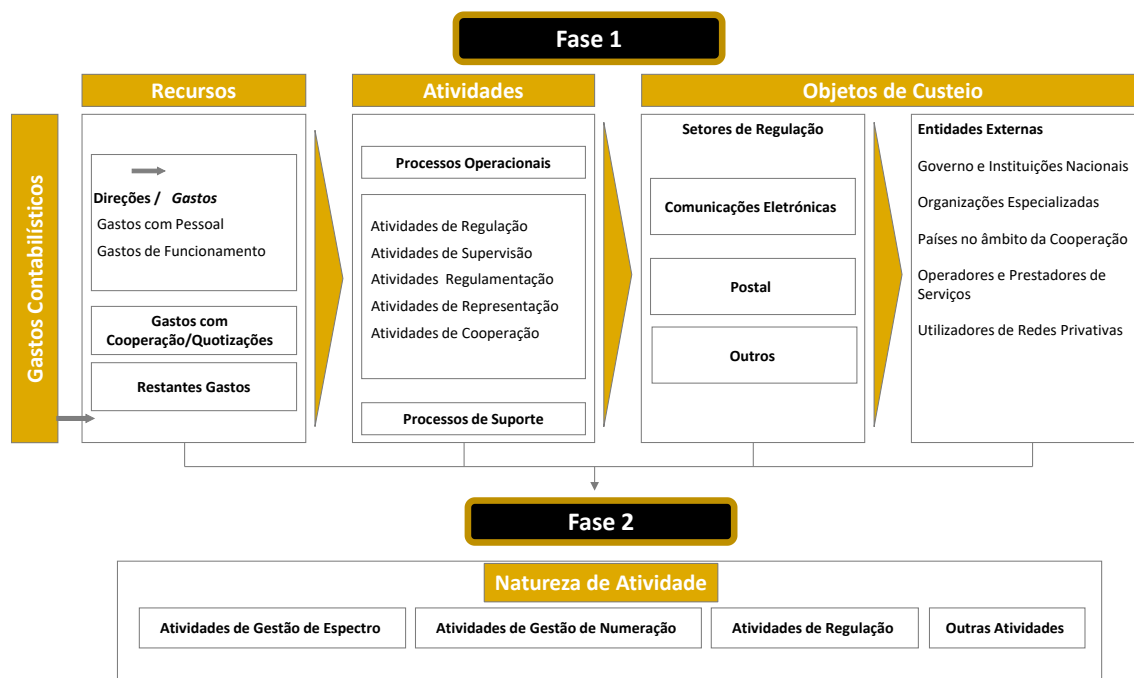 Fase 1
Recursos
Atividades
Objetos de Custeio
Gastos Contabilísticos
Direções / Gastos
Gastos com Pessoal
Gastos de Funcionamento
Gastos com
Cooperação/Quotizações
Restantes Gastos
Processos Operacionais
Atividades de Regulação
Atividades de Supervisão
Atividades Regulamentação
Atividades de Representação
Atividades de Cooperação
Processos de Suporte
Setores de Regulação
Comunicações Eletrónicas
Postal
Outros
Entidades Externas
Governo e Instituições Nacionais
Organizações Especializadas
Países no âmbito da Cooperação
Operadores e Prestadores de
Serviços
Utilizadores de Redes Privativas
Fase 2
Natureza de Atividade
Atividades de Gestão de Espectro
Atividades de Gestão de Numeração
Atividades de Regulação
Outras Atividades